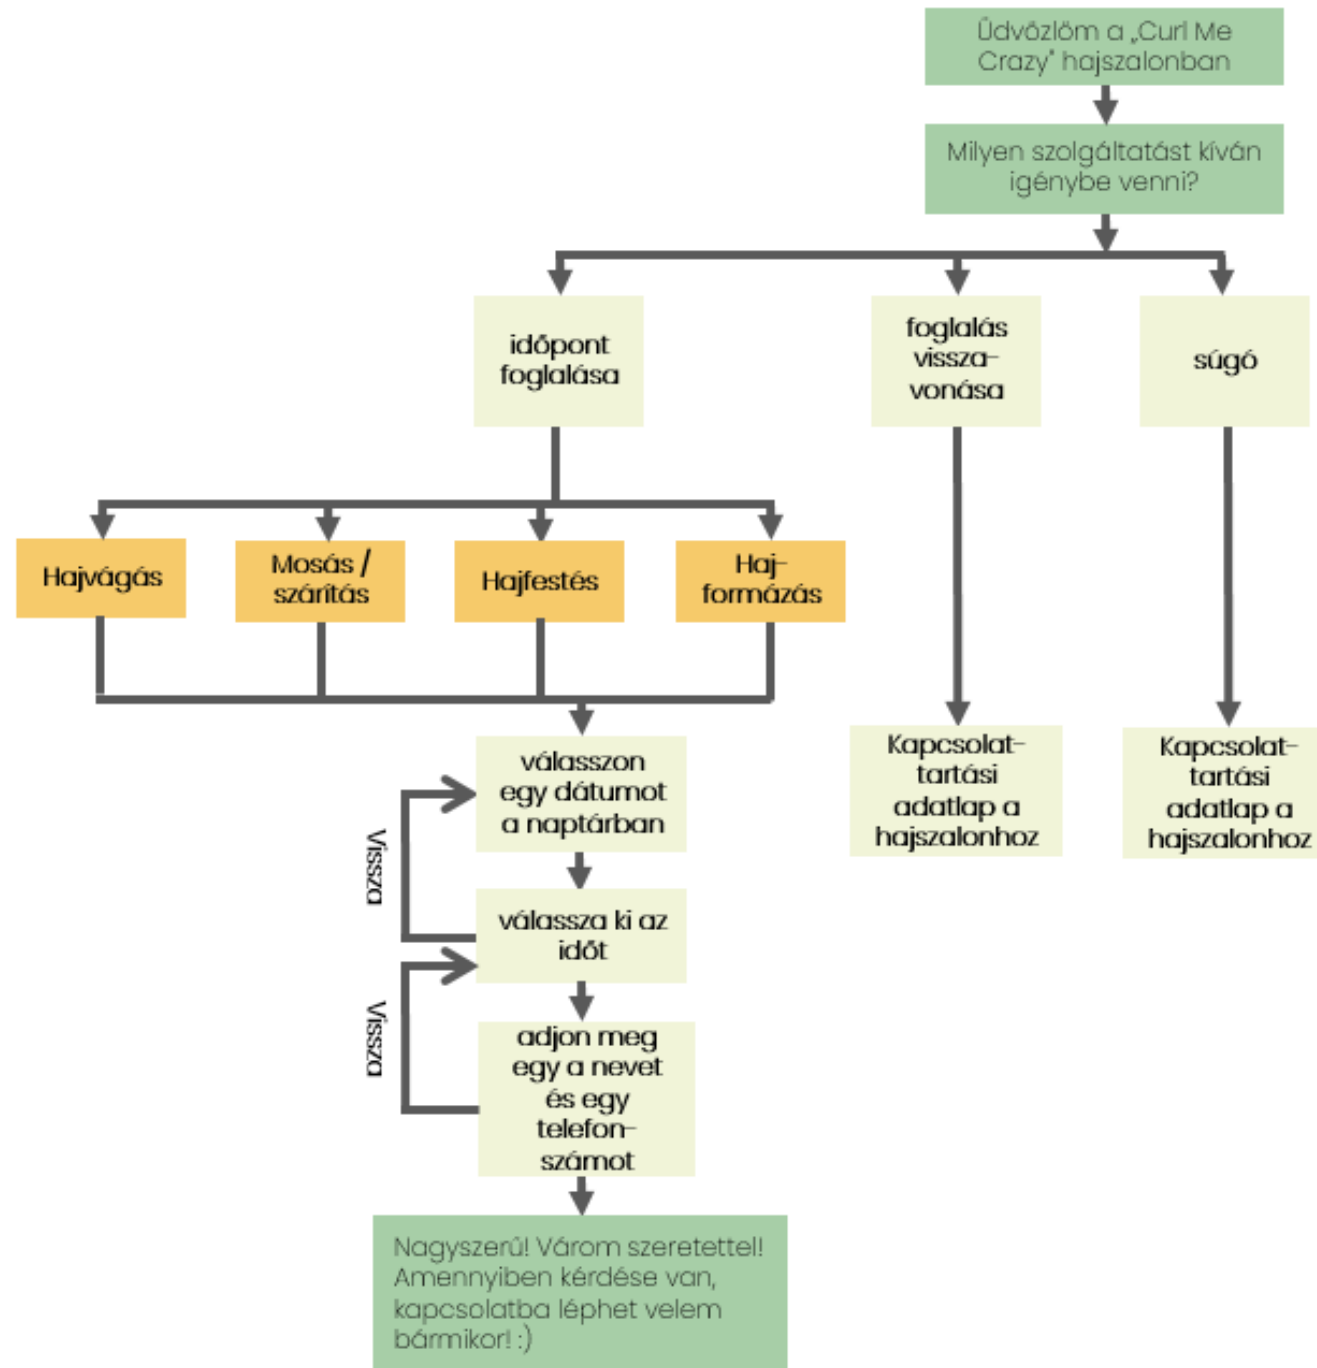 Üdvözlöm a „Curl Me
Crazy" hajszalonban
Milyen szolgáltatást kíván
igénybe venni?
időpont
foglalása
foglalás
vissza-
vonása
súgó
Hajvágás
Mosás /
szárítás
Hajfestés
Haj-
formázás
válasszon
egy dátumot
a naptárban
Kapcsolat-
tartási
adatlap a
hajszalonhoz
Kapcsolat-
tartási
adatlap a
hajszalonhoz
Vissza
válassza ki az
időt
Vissza
adjon meg
egy a nevet
és egy
telefon-
számot
Nagyszerű! Várom szeretettel!
Amennyiben kérdése van,
kapcsolatba léphet velem
bármikor! :)